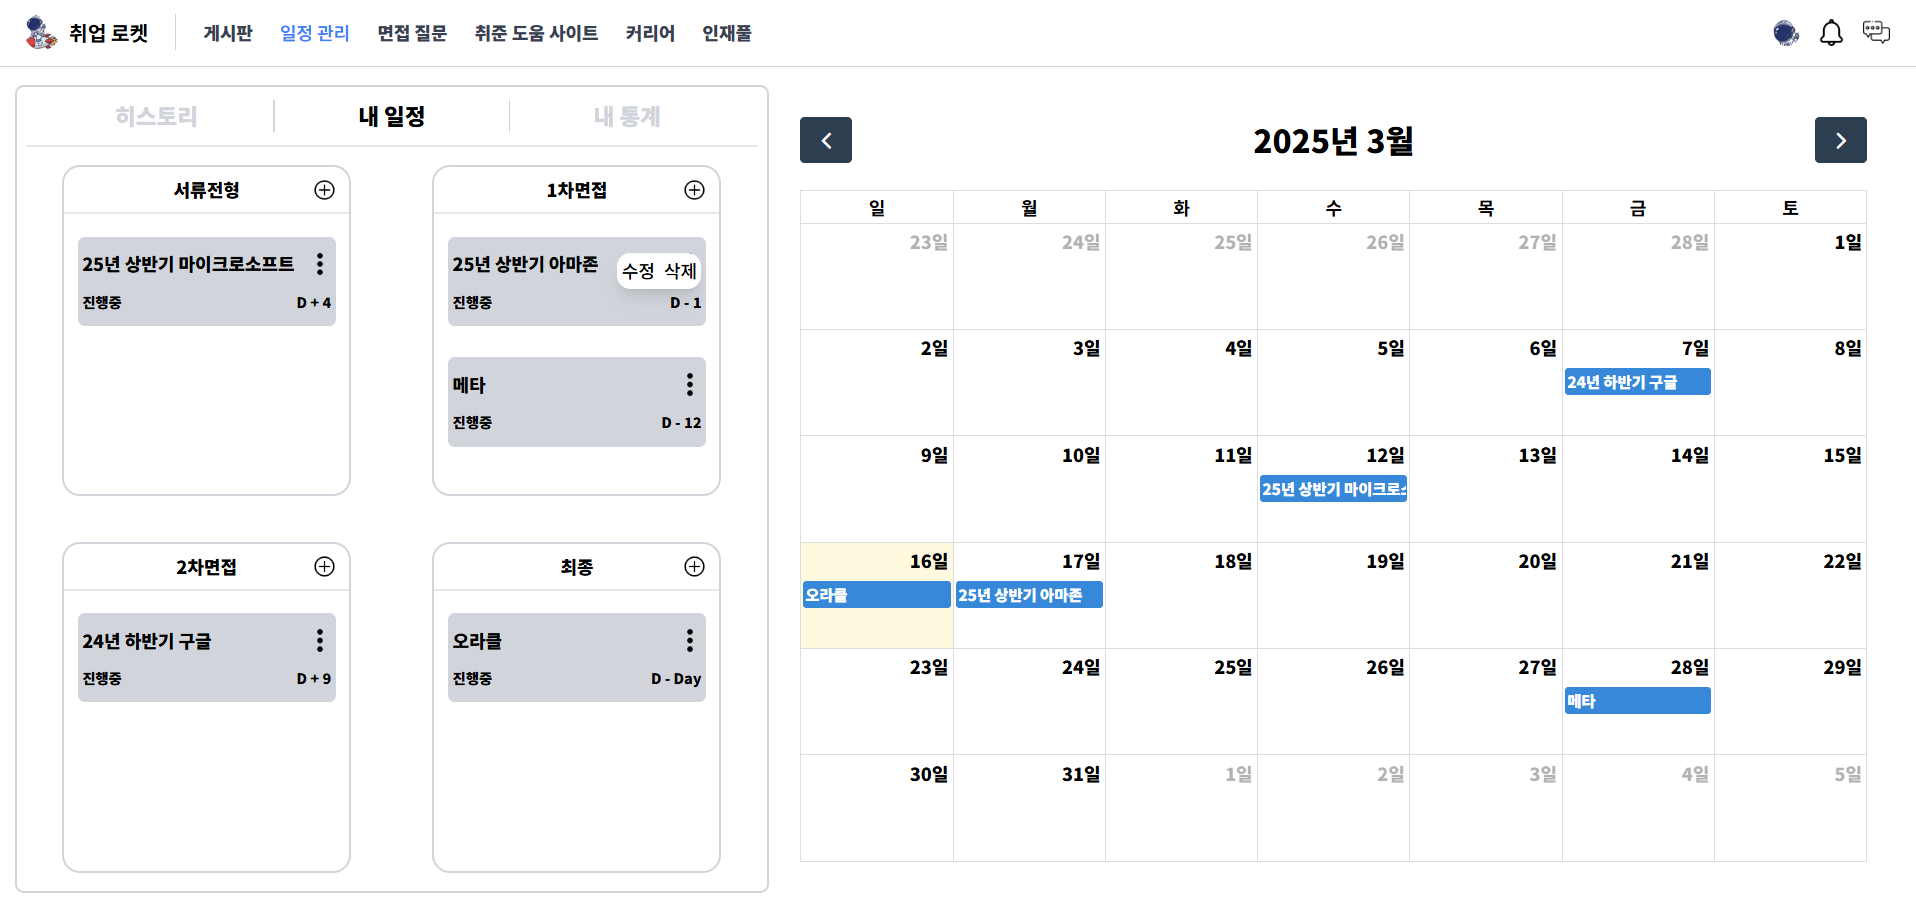 취업 로켓
게시판 일정 관리 면접 질문 취준 도움 사이트 커리어 인재풀
히스토리 내 일정 내 통계
서류전형
25년 상반기 마이크로소프트
진행중 D + 4
1차면접
25년 상반기 아마존
수정 삭제
진행중 D - 1
메타
진행중 D - 12
2차면접
24년 하반기 구글
진행중 D + 9
최종
오라클
진행중 D - Day
2025년 3월
일 월 화 수 목 금 토
23일 24일 25일 26일 27일 28일 1일
2일 3일 4일 5일 6일 7일 8일
24년 하반기 구글
9일 10일 11일 12일 13일 14일 15일
25년 상반기 마이크로
16일 17일 18일 19일 20일 21일 22일
오라클 25년 상반기 아마존
23일 24일 25일 26일 27일 28일 29일
메타
30일 31일 1일 2일 3일 4일 5일